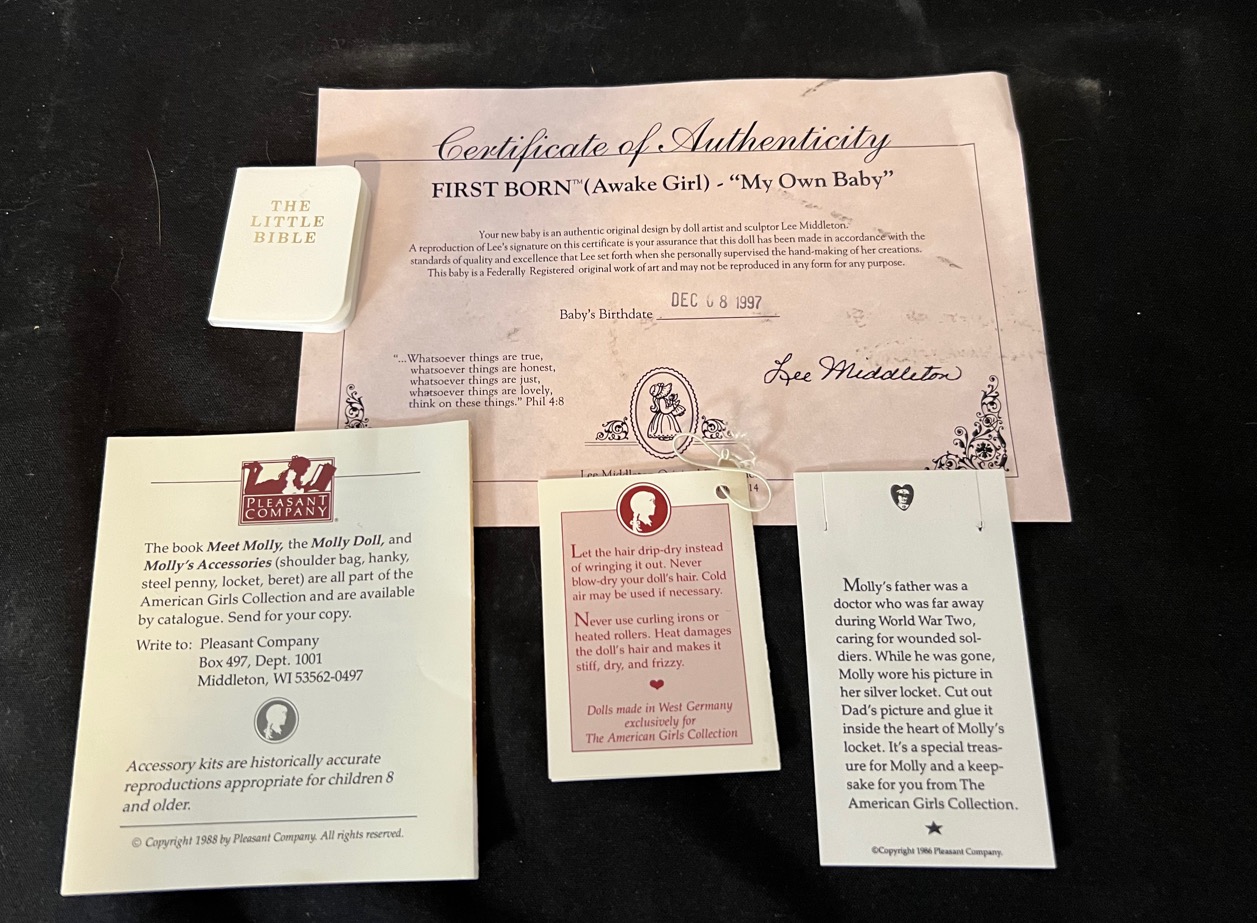 THE
LITTLE
BIBLE
Certificate of Authenticity
FIRST BORN™ (Awake Girl) - “My Own Baby”
Your new baby is an authentic original design by doll artist and sculptor Lee Middleton.
A reproduction of Lee's signature on this certificate is your assurance that this doll has been made in accordance with the
standards of quality and excellence that Lee set forth when she personally supervised the hand-making of her creations.
This baby is a Federally Registered original work of art and may not be reproduced in any form for any purpose.
Baby's Birthdate DEC 08 1997
“...Whatsoever things are true,
whatsoever things are honest,
whatsoever things are just,
whatsoever things are lovely,
think on these things.” Phil 4:8
Lee Middleton
Lee Middleton
14
PLEASANT
COMPANY®
The book Meet Molly, the Molly Doll, and
Molly's Accessories (shoulder bag, hanky,
steel penny, locket, beret) are all part of the
American Girls Collection and are available
by catalogue. Send for your copy.
Write to: Pleasant Company
Box 497, Dept. 1001
Middleton, WI 53562-0497
Accessory kits are historically accurate
reproductions appropriate for children 8
and older.
© Copyright 1988 by Pleasant Company. All rights reserved.
Let the hair drip-dry instead
of wringing it out. Never
blow-dry your doll's hair. Cold
air may be used if necessary.
Never use curling irons or
heated rollers. Heat damages
the doll's hair and makes it
stiff, dry, and frizzy.
Dolls made in West Germany
exclusively for
The American Girls Collection
Molly's father was a
doctor who was far away
during World War Two,
caring for wounded sol-
diers. While he was gone,
Molly wore his picture in
her silver locket. Cut out
Dad's picture and glue it
inside the heart of Molly's
locket. It's a special treas-
ure for Molly and a keep-
sake for you from The
American Girls Collection.
©Copyright 1986 Pleasant Company.